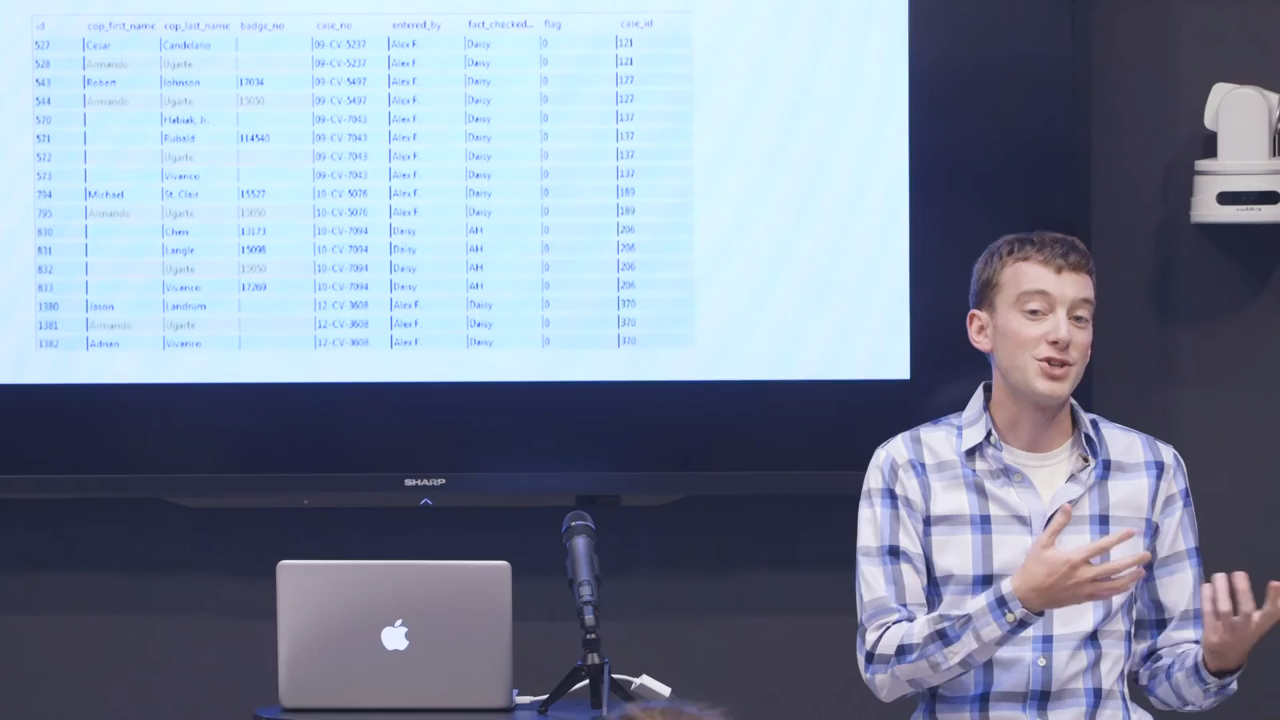 id cop_first_name cop_last_name badge_no case_no entered_by fact_checked... flag case_id
527 Cesar Candelario 09-CV-5237 Alex F. Daisy 0 121
528 Armando Ugarte 09-CV-5237 Alex F. Daisy 0 121
543 Robert Johnson 17034 09-CV-5497 Alex F. Daisy 0 127
544 Armando Ugarte 15050 09-CV-5497 Alex F. Daisy 0 127
570 Habiak, Jr. 09-CV-7043 Alex F. Daisy 0 137
571 Rubald 114540 09-CV-7043 Alex F. Daisy 0 137
572 Ugarte 09-CV-7043 Alex F. Daisy 0 137
573 Vivanco 09-CV-7043 Alex F. Daisy 0 137
794 Michael St. Clair 15527 10-CV-5076 Alex F. Daisy 0 189
795 Armando Ugarte 15050 10-CV-5076 Alex F. Daisy 0 189
830 Chen 13173 10-CV-7094 Daisy AH 0 206
831 Langle 15098 10-CV-7094 Daisy AH 0 206
832 Ugarte 15050 10-CV-7094 Daisy AH 0 206
833 Vivanco 17269 10-CV-7094 Daisy AH 0 206
1380 Jason Landrum 12-CV-3608 Alex F. Daisy 0 370
1381 Armando Ugarte 12-CV-3608 Alex F. Daisy 0 370
1382 Adrian Vivanco 12-CV-3608 Alex F. Daisy 0 370
SHARP